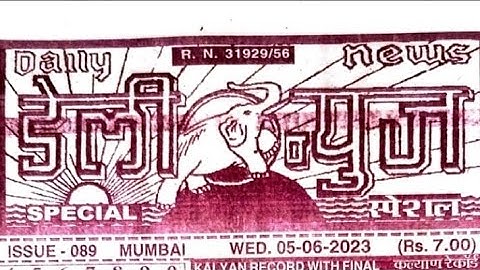 Daily R. N. 31929/56 news
डेली न्युज
SPECIAL स्पेशल
ISSUE - 089 MUMBAI WED. 05-06-2023 (Rs. 7.00)
KALYAN RECORD WITH FINAL कल्याण रेकॉर्ड